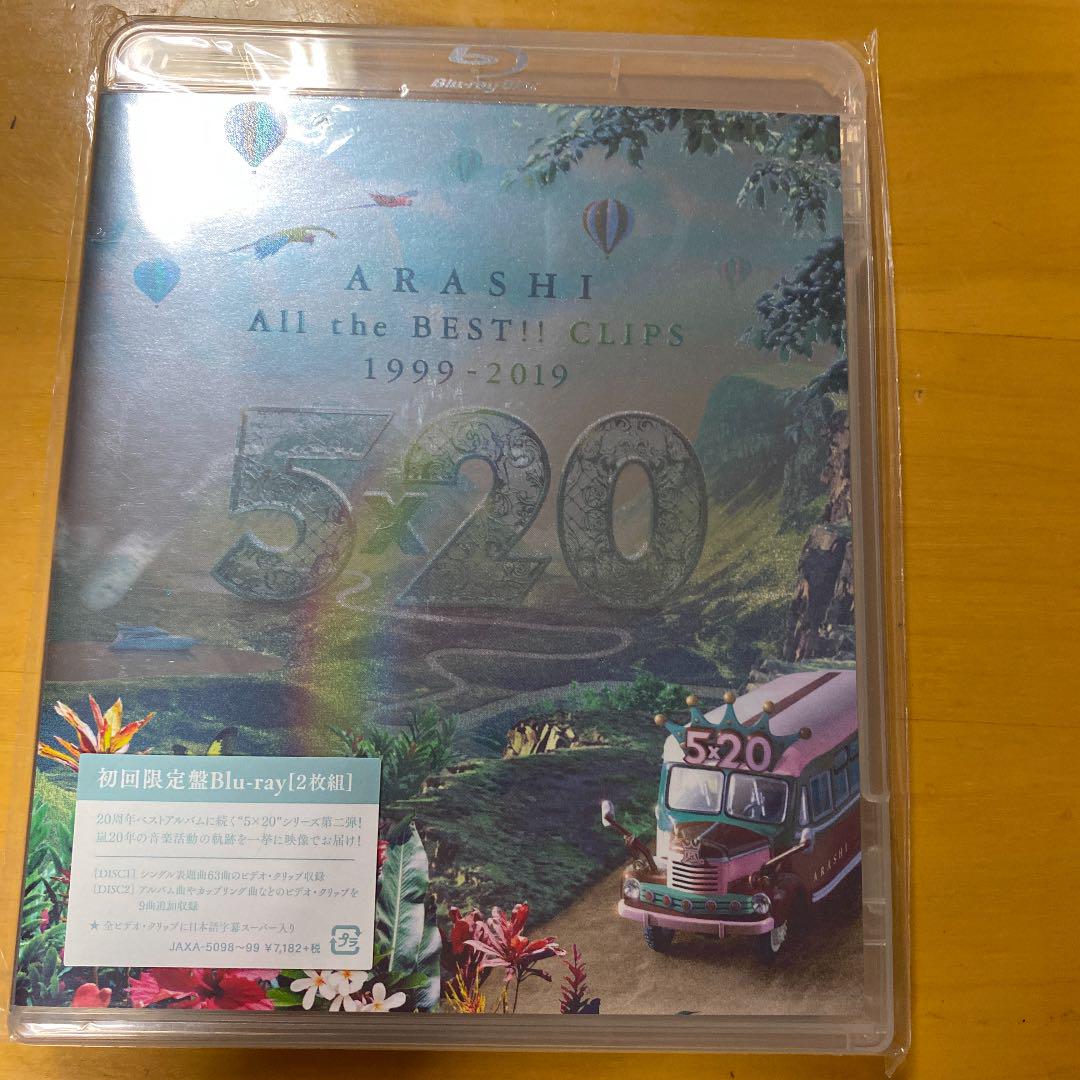 Blu-ray Disc
ARASHI
All the BEST!! CLIPS
1999-2019
5x20
5x20
ARASHI
初回限定盤Blu-ray[2枚組]
20周年ベストアルバムに続く"5×20"シリーズ第二弾!
嵐20年の音楽活動の軌跡を一挙に映像でお届け!
[DISC1] シングル表題曲63曲のビデオ・クリップ収録
[DISC2] アルバム曲やカップリング曲などのビデオ・クリップを
9曲追加収録
★ 全ビデオ・クリップに日本語字幕スーパー入り
JAXA-5098~99 ¥7,182+税
プラ